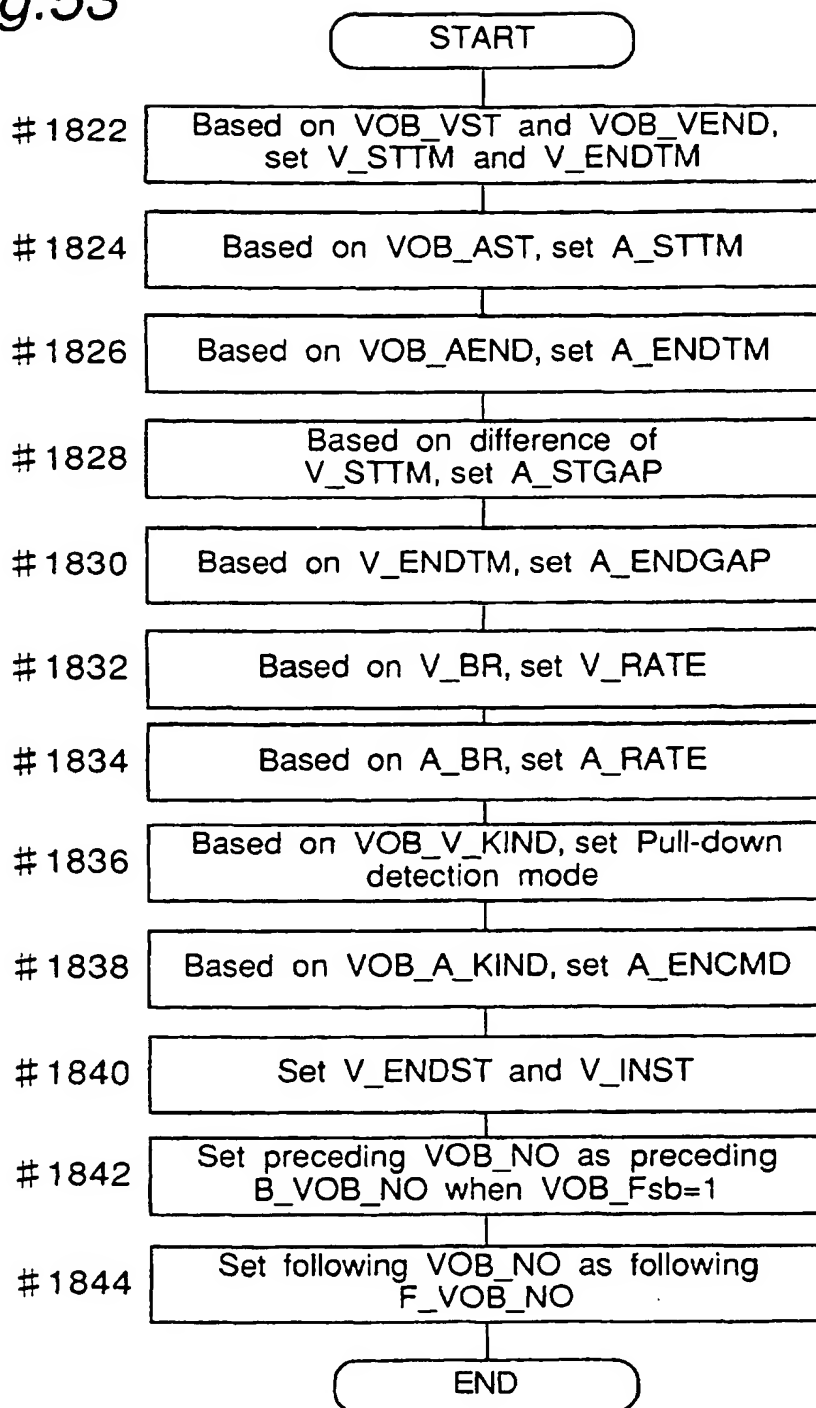 g.53
START
#1822
Based on VOB_VST and VOB_VEND,
set V_STTM and V_ENDTM
#1824
Based on VOB_AST, set A_STTM
#1826
Based on VOB_AEND, set A_ENDTM
#1828
Based on difference of
V_STTM, set A_STGAP
#1830
Based on V_ENDTM, set A_ENDGAP
#1832
Based on V_BR, set V_RATE
#1834
Based on A_BR, set A_RATE
#1836
Based on VOB_V_KIND, set Pull-down
detection mode
#1838
Based on VOB_A_KIND, set A_ENCMD
#1840
Set V_ENDST and V_INST
#1842
Set preceding VOB_NO as preceding
B_VOB_NO when VOB_Fsb=1
#1844
Set following VOB_NO as following
F_VOB_NO
END